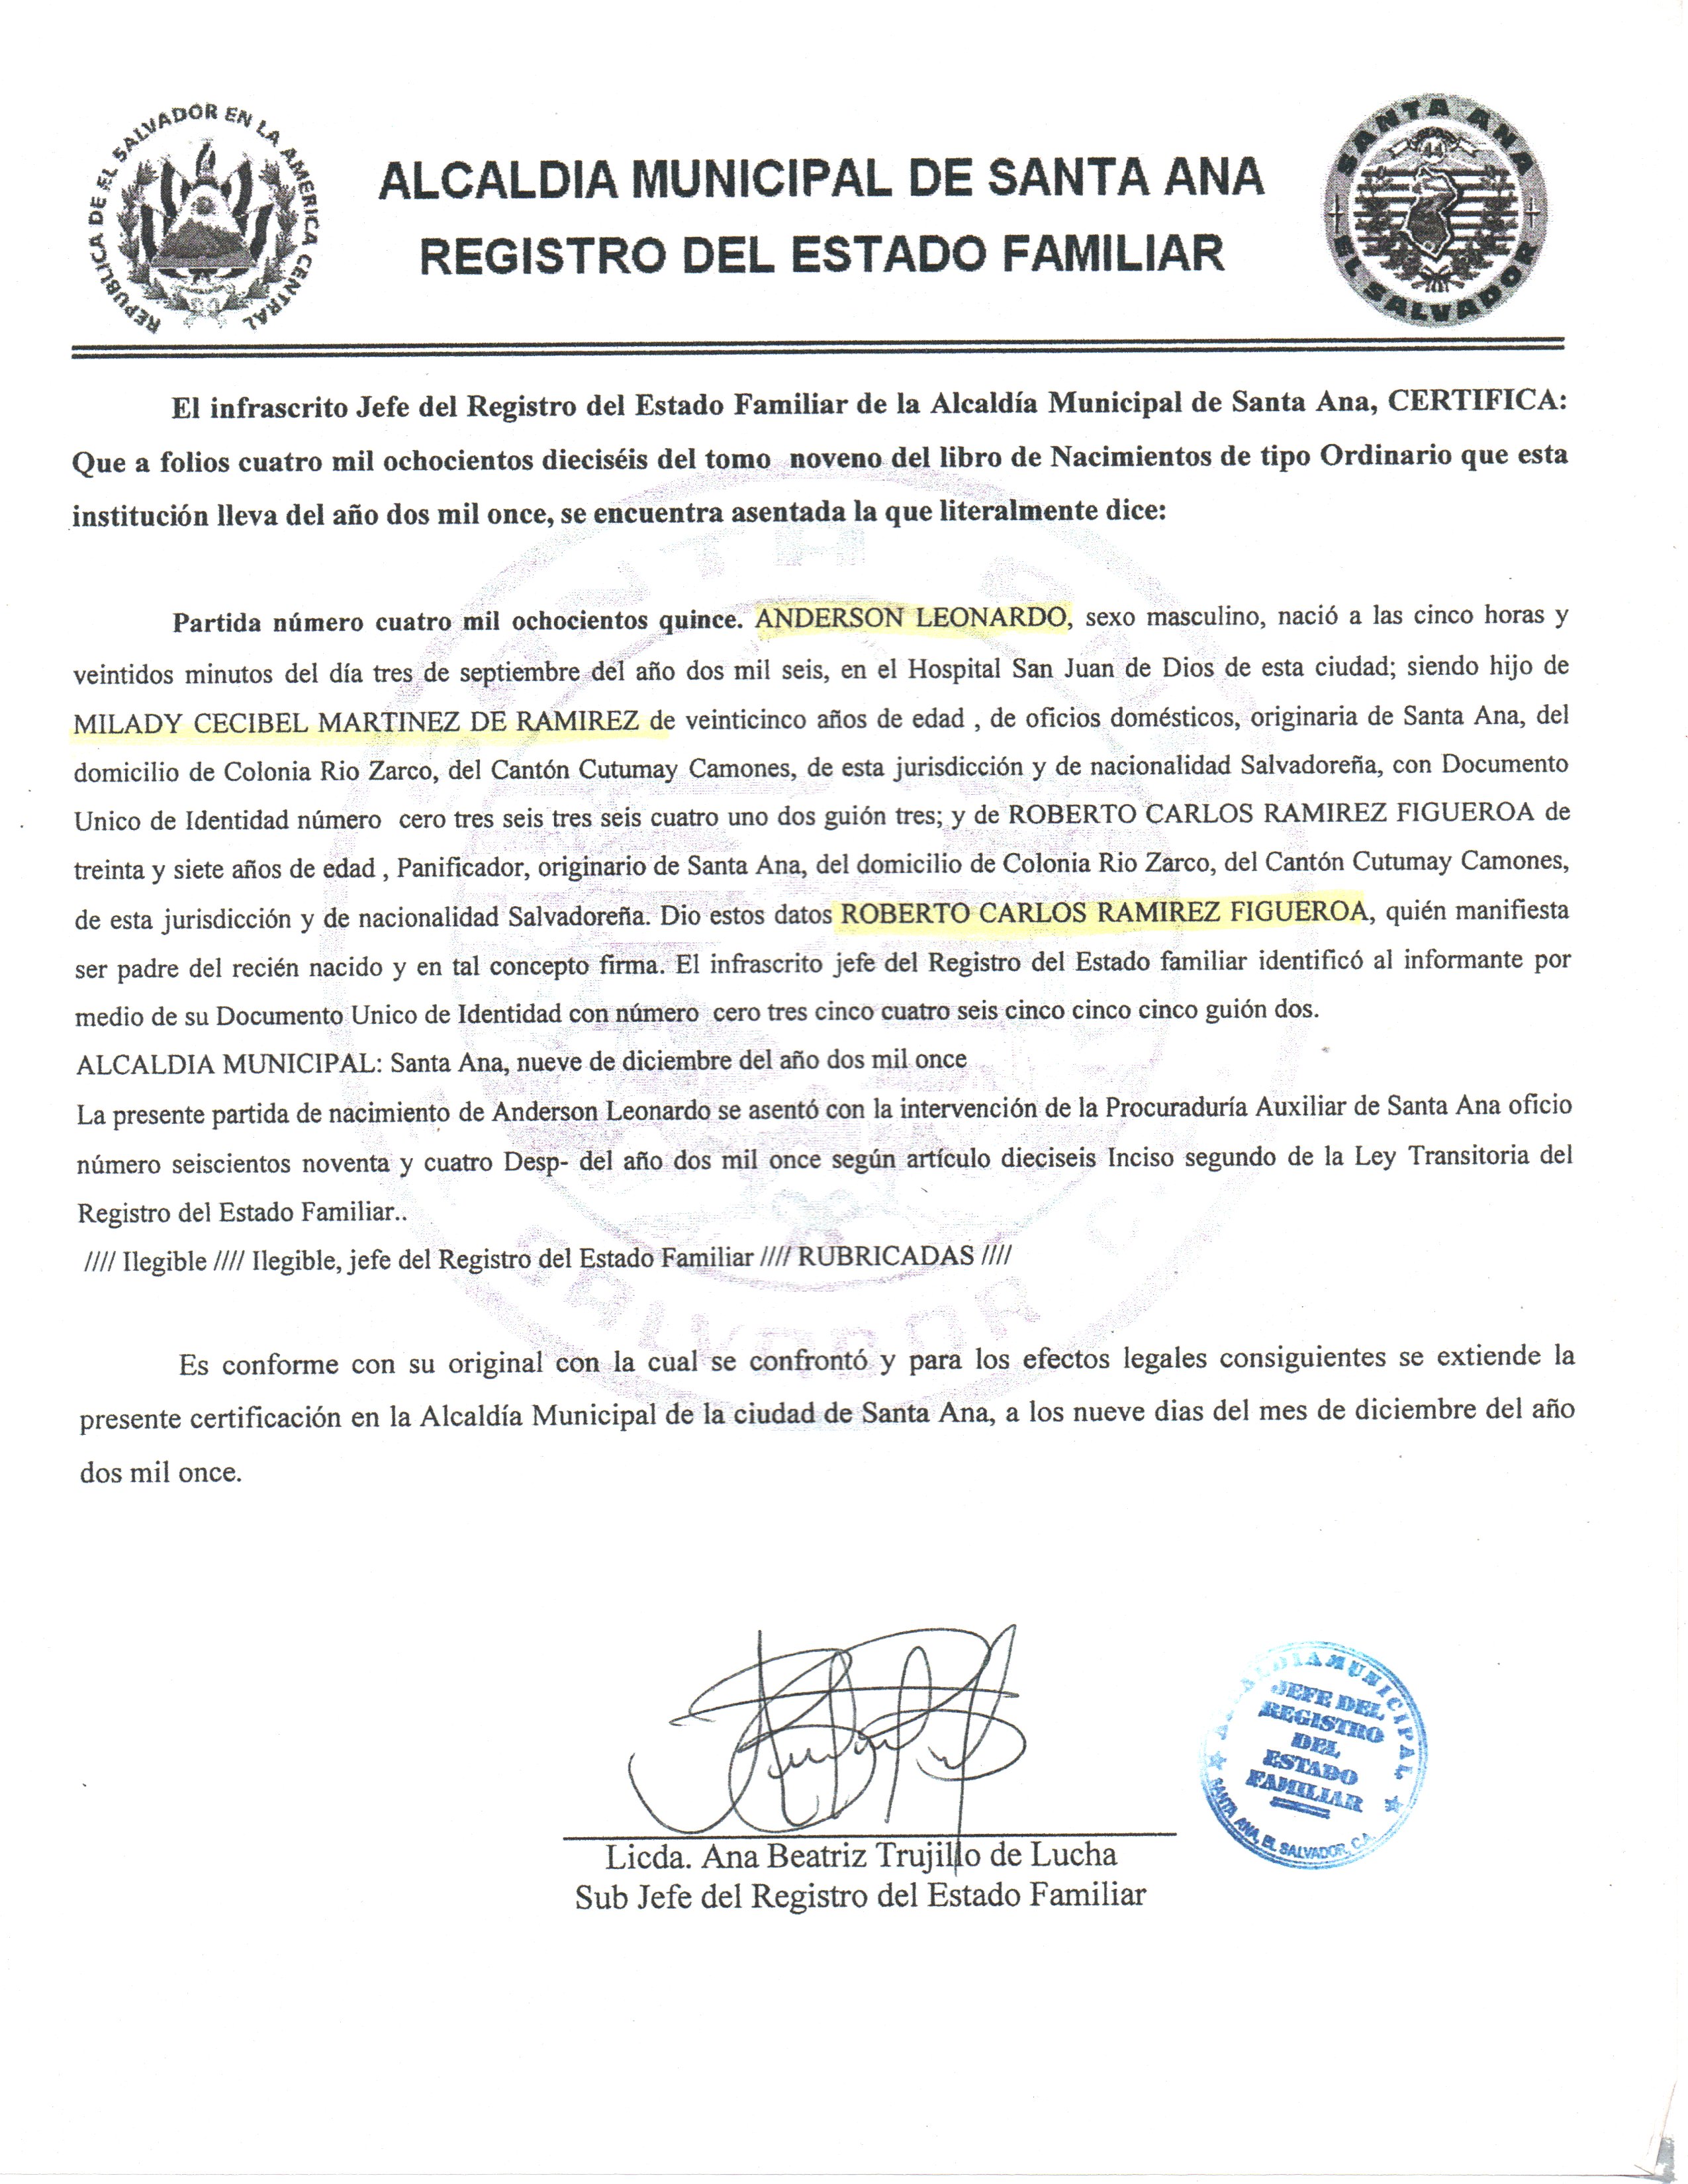 REPUBLICA DE EL SALVADOR EN LA AMERICA CENTRAL
SANTA ANA
44
EL SALVADOR
ALCALDIA MUNICIPAL DE SANTA ANA
REGISTRO DEL ESTADO FAMILIAR
El infrascrito Jefe del Registro del Estado Familiar de la Alcaldía Municipal de Santa Ana, CERTIFICA:
Que a folios cuatro mil ochocientos dieciséis del tomo noveno del libro de Nacimientos de tipo Ordinario que esta
institución lleva del año dos mil once, se encuentra asentada la que literalmente dice:
Partida número cuatro mil ochocientos quince. ANDERSON LEONARDO, sexo masculino, nació a las cinco horas y
veintidos minutos del día tres de septiembre del año dos mil seis, en el Hospital San Juan de Dios de esta ciudad; siendo hijo de
MILADY CECIBEL MARTINEZ DE RAMIREZ de veinticinco años de edad , de oficios domésticos, originaria de Santa Ana, del
domicilio de Colonia Rio Zarco, del Cantón Cutumay Camones, de esta jurisdicción y de nacionalidad Salvadoreña, con Documento
Unico de Identidad número cero tres seis tres seis cuatro uno dos guión tres; y de ROBERTO CARLOS RAMIREZ FIGUEROA de
treinta y siete años de edad , Panificador, originario de Santa Ana, del domicilio de Colonia Rio Zarco, del Cantón Cutumay Camones,
de esta jurisdicción y de nacionalidad Salvadoreña. Dio estos datos ROBERTO CARLOS RAMIREZ FIGUEROA, quién manifiesta
ser padre del recién nacido y en tal concepto firma. El infrascrito jefe del Registro del Estado familiar identificó al informante por
medio de su Documento Unico de Identidad con número cero tres cinco cuatro seis cinco cinco cinco guión dos.
ALCALDIA MUNICIPAL: Santa Ana, nueve de diciembre del año dos mil once
La presente partida de nacimiento de Anderson Leonardo se asentó con la intervención de la Procuraduría Auxiliar de Santa Ana oficio
número seiscientos noventa y cuatro Desp- del año dos mil once según artículo dieciseis Inciso segundo de la Ley Transitoria del
Registro del Estado Familiar..
//// Ilegible //// Ilegible, jefe del Registro del Estado Familiar //// RUBRICADAS ////
Es conforme con su original con la cual se confrontó y para los efectos legales consiguientes se extiende la
presente certificación en la Alcaldía Municipal de la ciudad de Santa Ana, a los nueve dias del mes de diciembre del año
dos mil once.
Licda. Ana Beatriz Trujillo de Lucha
Sub Jefe del Registro del Estado Familiar
ALCALDIA MUNICIPAL
JEFE DEL
REGISTRO
DEL
ESTADO
FAMILIAR
SANTA ANA, EL SALVADOR, C.A.